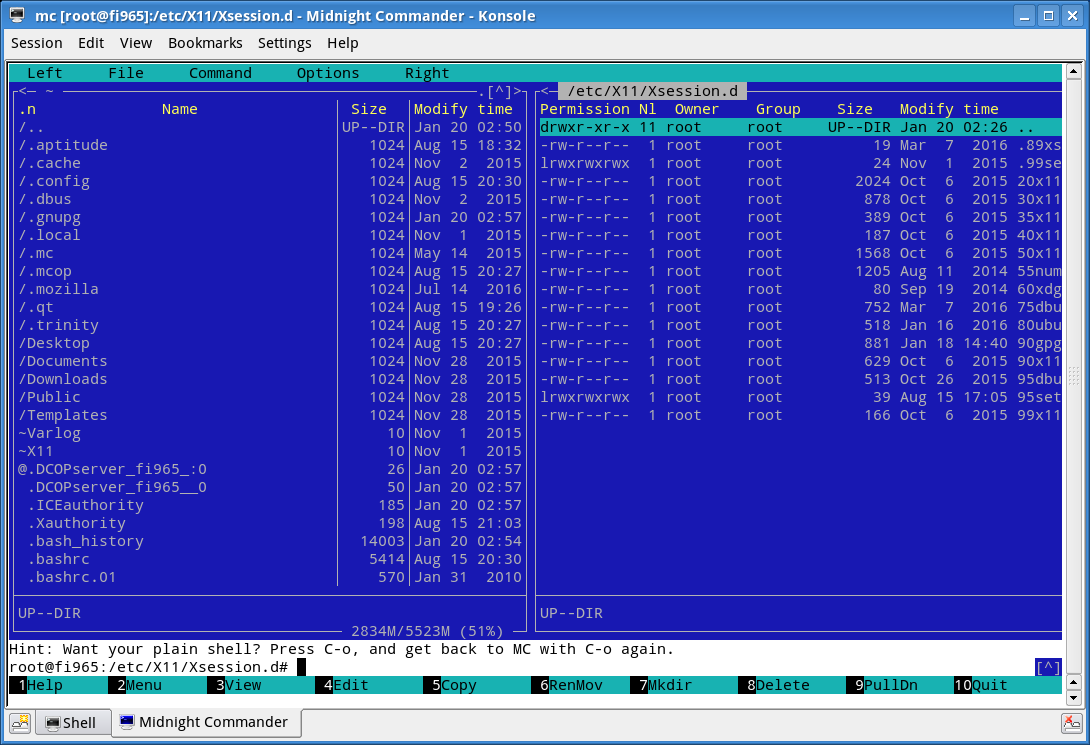 mc [root@fi965]:/etc/X11/Xsession.d - Midnight Commander - Konsole
Session Edit View Bookmarks Settings Help
Left File Command Options Right
<─ ~ .[^]>
.n Name Size Modify time
/.. UP--DIR Jan 20 02:50
/.aptitude 1024 Aug 15 18:32
/.cache 1024 Nov 2 2015
/.config 1024 Aug 15 20:30
/.dbus 1024 Nov 2 2015
/.gnupg 1024 Jan 20 02:57
/.local 1024 Nov 1 2015
/.mc 1024 May 14 2015
/.mcop 1024 Aug 15 20:27
/.mozilla 1024 Jul 14 2016
/.qt 1024 Aug 15 19:26
/.trinity 1024 Aug 15 20:27
/Desktop 1024 Aug 15 20:27
/Documents 1024 Nov 28 2015
/Downloads 1024 Nov 28 2015
/Public 1024 Nov 28 2015
/Templates 1024 Nov 28 2015
~Varlog 10 Nov 1 2015
~X11 10 Nov 1 2015
@.DCOPserver_fi965_:0 26 Jan 20 02:57
.DCOPserver_fi965__0 50 Jan 20 02:57
.ICEauthority 185 Jan 20 02:57
.Xauthority 198 Aug 15 21:03
.bash_history 14003 Jan 20 02:54
.bashrc 5414 Aug 15 20:30
.bashrc.01 570 Jan 31 2010
UP--DIR
2834M/5523M (51%)
<─ /etc/X11/Xsession.d
Permission Nl Owner Group Size Modify time
drwxr-xr-x 11 root root UP--DIR Jan 20 02:26 ..
-rw-r--r-- 1 root root 19 Mar 7 2016 .89xs
lrwxrwxrwx 1 root root 24 Nov 1 2015 .99se
-rw-r--r-- 1 root root 2024 Oct 6 2015 20x11
-rw-r--r-- 1 root root 878 Oct 6 2015 30x11
-rw-r--r-- 1 root root 389 Oct 6 2015 35x11
-rw-r--r-- 1 root root 187 Oct 6 2015 40x11
-rw-r--r-- 1 root root 1568 Oct 6 2015 50x11
-rw-r--r-- 1 root root 1205 Aug 11 2014 55num
-rw-r--r-- 1 root root 80 Sep 19 2014 60xdg
-rw-r--r-- 1 root root 752 Mar 7 2016 75dbu
-rw-r--r-- 1 root root 518 Jan 16 2016 80ubu
-rw-r--r-- 1 root root 881 Jan 18 14:40 90gpg
-rw-r--r-- 1 root root 629 Oct 6 2015 90x11
-rw-r--r-- 1 root root 513 Oct 26 2015 95dbu
lrwxrwxrwx 1 root root 39 Aug 15 17:05 95set
-rw-r--r-- 1 root root 166 Oct 6 2015 99x11
UP--DIR
Hint: Want your plain shell? Press C-o, and get back to MC with C-o again.
root@fi965:/etc/X11/Xsession.d# [^]
1Help 2Menu 3View 4Edit 5Copy 6RenMov 7Mkdir 8Delete 9PullDn 10Quit
Shell Midnight Commander